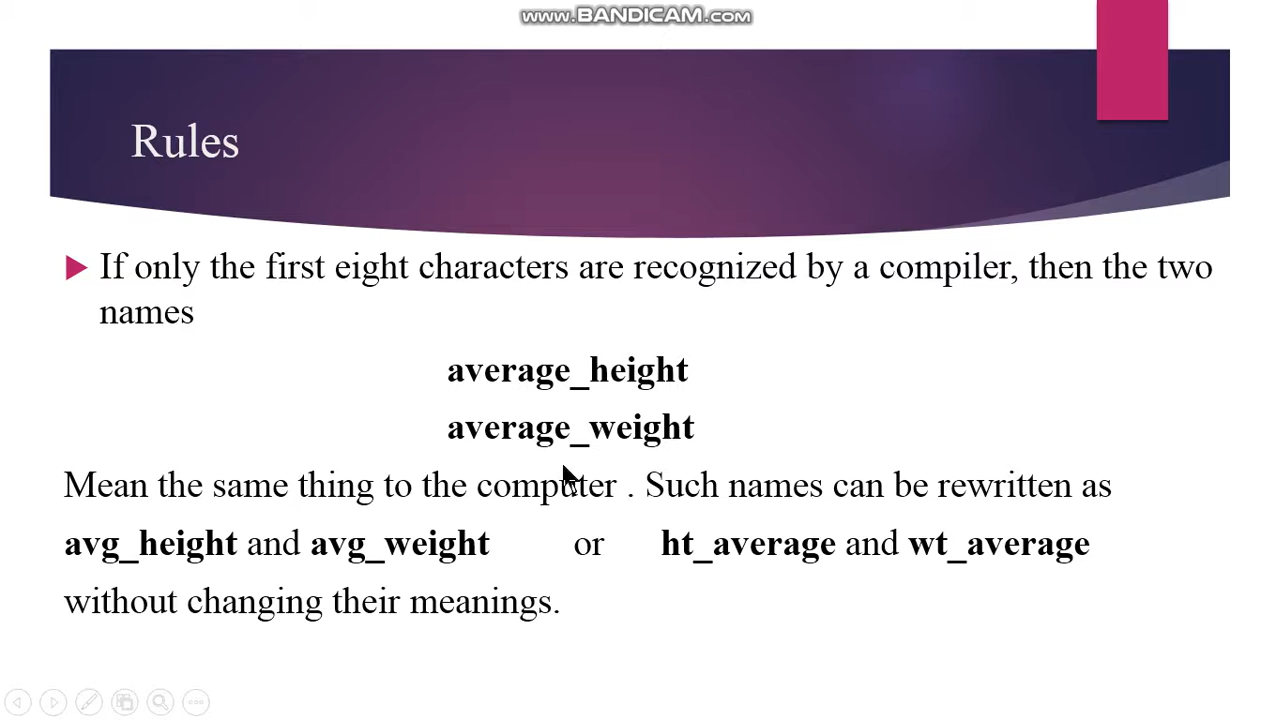 www.BANDICAM.com
Rules
If only the first eight characters are recognized by a compiler, then the two
names
average_height
average_weight
Mean the same thing to the computer . Such names can be rewritten as
avg_height and avg_weight or ht_average and wt_average
without changing their meanings.